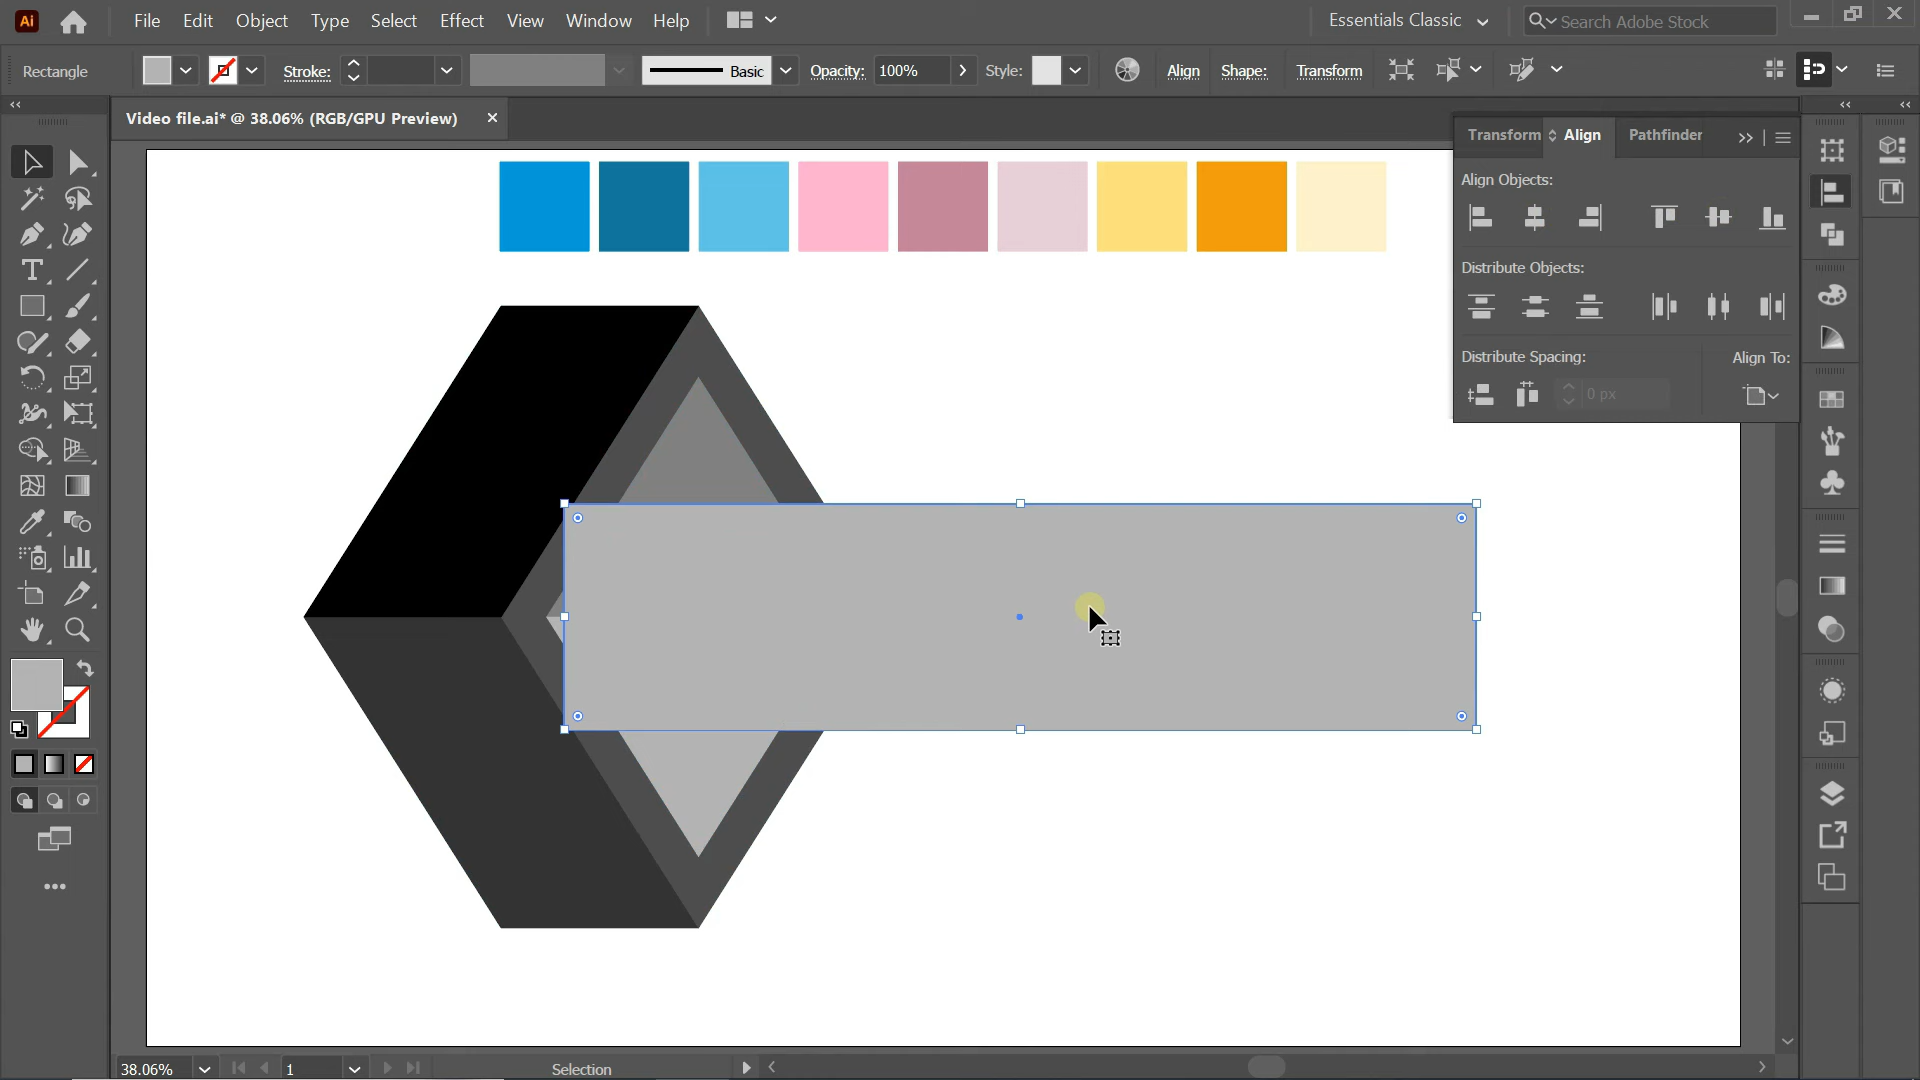 Ai File Edit Object Type Select Effect View Window Help Essentials Classic Search Adobe Stock
Rectangle Stroke: Basic Opacity: 100% Style: Align Shape: Transform
Video file.ai* @ 38.06% (RGB/GPU Preview)
Transform Align Pathfinder
Align Objects:
Distribute Objects:
Distribute Spacing: Align To:
0 px
38.06% 1 Selection